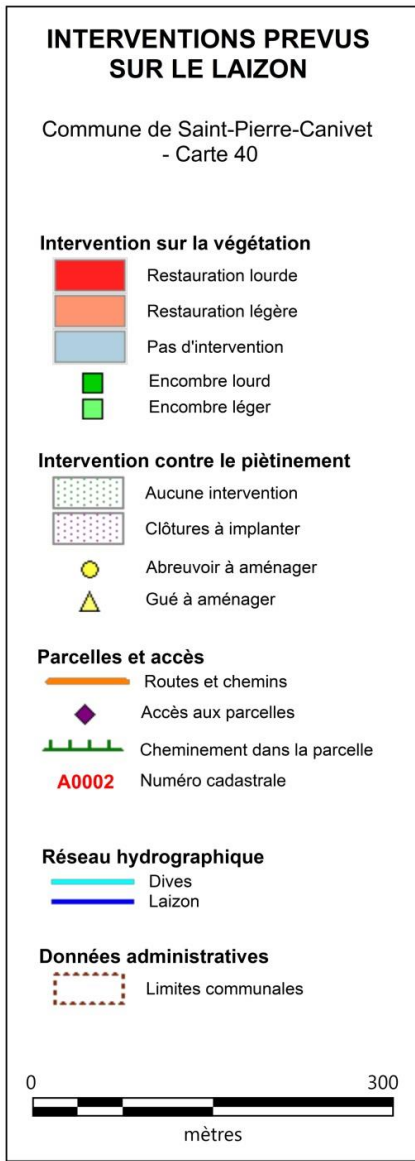 INTERVENTIONS PREVUS
SUR LE LAIZON
Commune de Saint-Pierre-Canivet
- Carte 40
Intervention sur la végétation
Restauration lourde
Restauration légère
Pas d'intervention
Encombre lourd
Encombre léger
Intervention contre le piètinement
Aucune intervention
Clôtures à implanter
Abreuvoir à aménager
Gué à aménager
Parcelles et accès
Routes et chemins
Accès aux parcelles
Cheminement dans la parcelle
A0002 Numéro cadastrale
Réseau hydrographique
Dives
Laizon
Données administratives
Limites communales
0 300
mètres